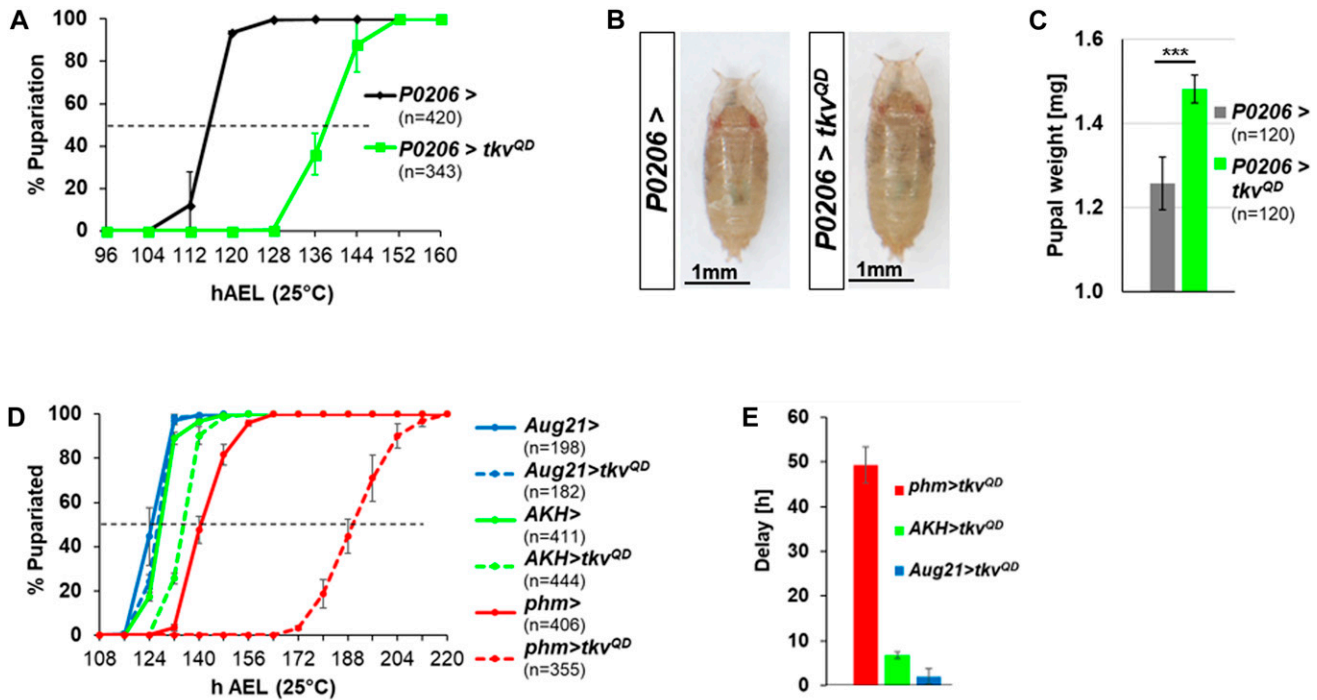 A
% Pupariation
100
80
60
40
20
0
96 104 112 120 128 136 144 152 160
hAEL (25°C)
P0206 >
(n=420)
P0206 > tkvQD
(n=343)
B
P0206 >
1mm
P0206 > tkvQD
1mm
C
Pupal weight [mg]
1.6
1.4
1.2
1.0
***
P0206 >
(n=120)
P0206 >
tkvQD
(n=120)
D
% Pupariated
100
80
60
40
20
0
108 124 140 156 172 188 204 220
h AEL (25°C)
Aug21>
(n=198)
Aug21>tkvQD
(n=182)
AKH>
(n=411)
AKH>tkvQD
(n=444)
phm>
(n=406)
phm>tkvQD
(n=355)
E
Delay [h]
60
50
40
30
20
10
0
phm>tkvQD
AKH>tkvQD
Aug21>tkvQD